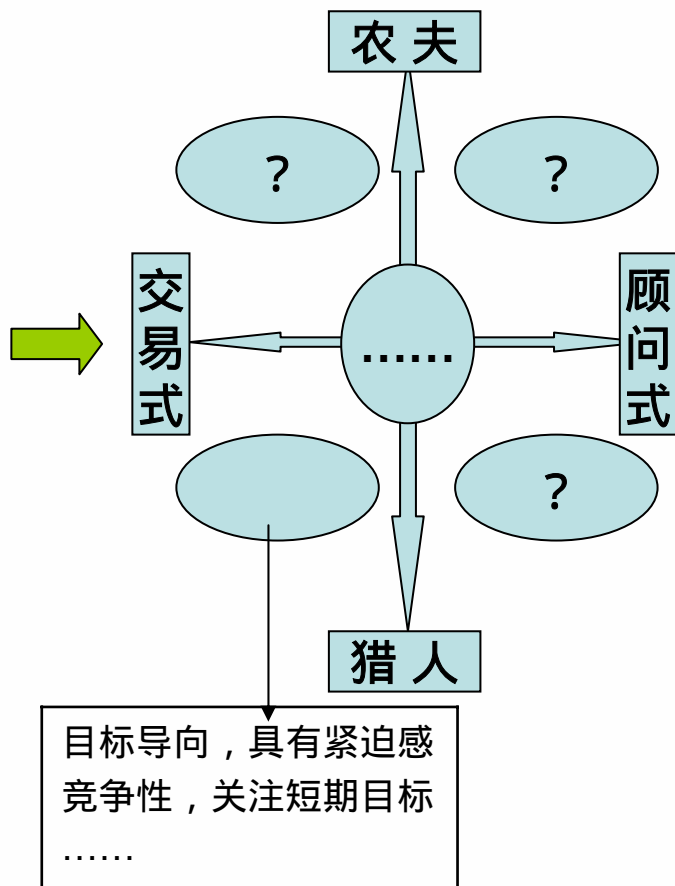 农夫
?
?
交易式
......
顾问式
?
猎人
目标导向，具有紧迫感
竞争性，关注短期目标
......